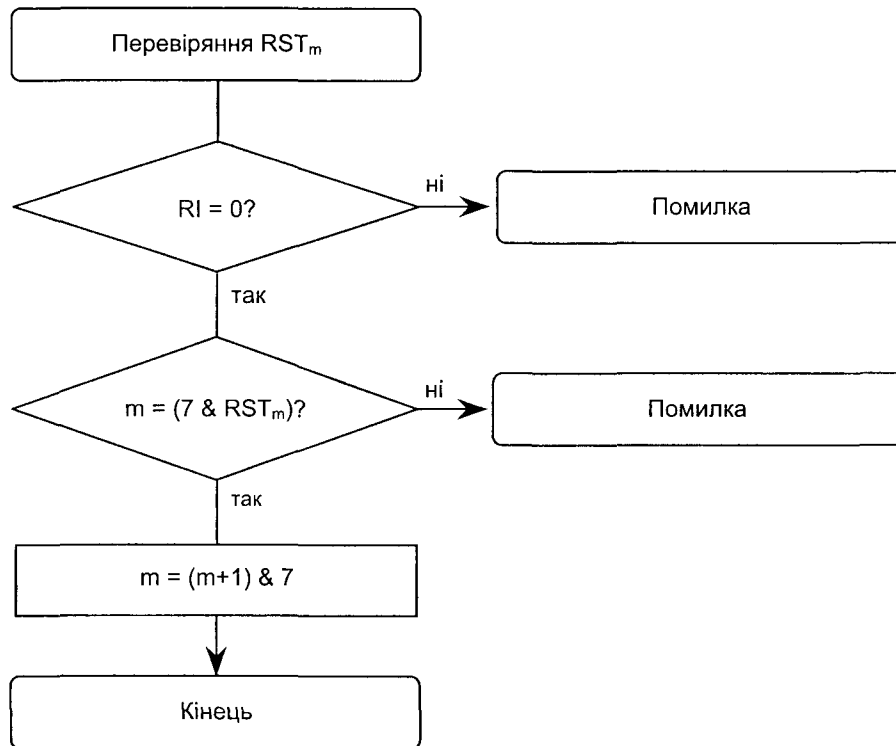 Перевіряння RSTₘ
RI = 0?
ні
Помилка
так
m = (7 & RSTₘ)?
ні
Помилка
так
m = (m+1) & 7
Кінець